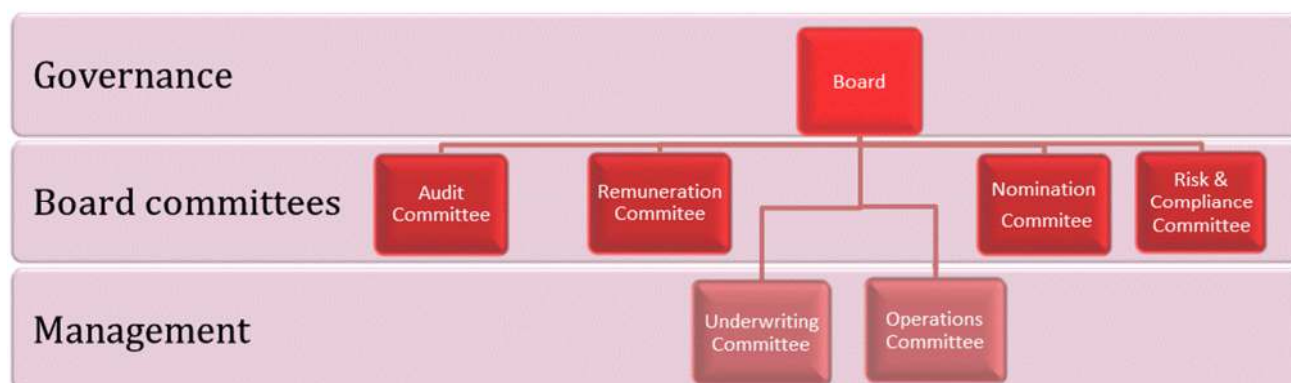 Governance
Board
Board committees
Audit
Committee
Remuneration
Commitee
Nomination
Commitee
Risk &
Compliance
Committee
Management
Underwriting
Committee
Operations
Committee